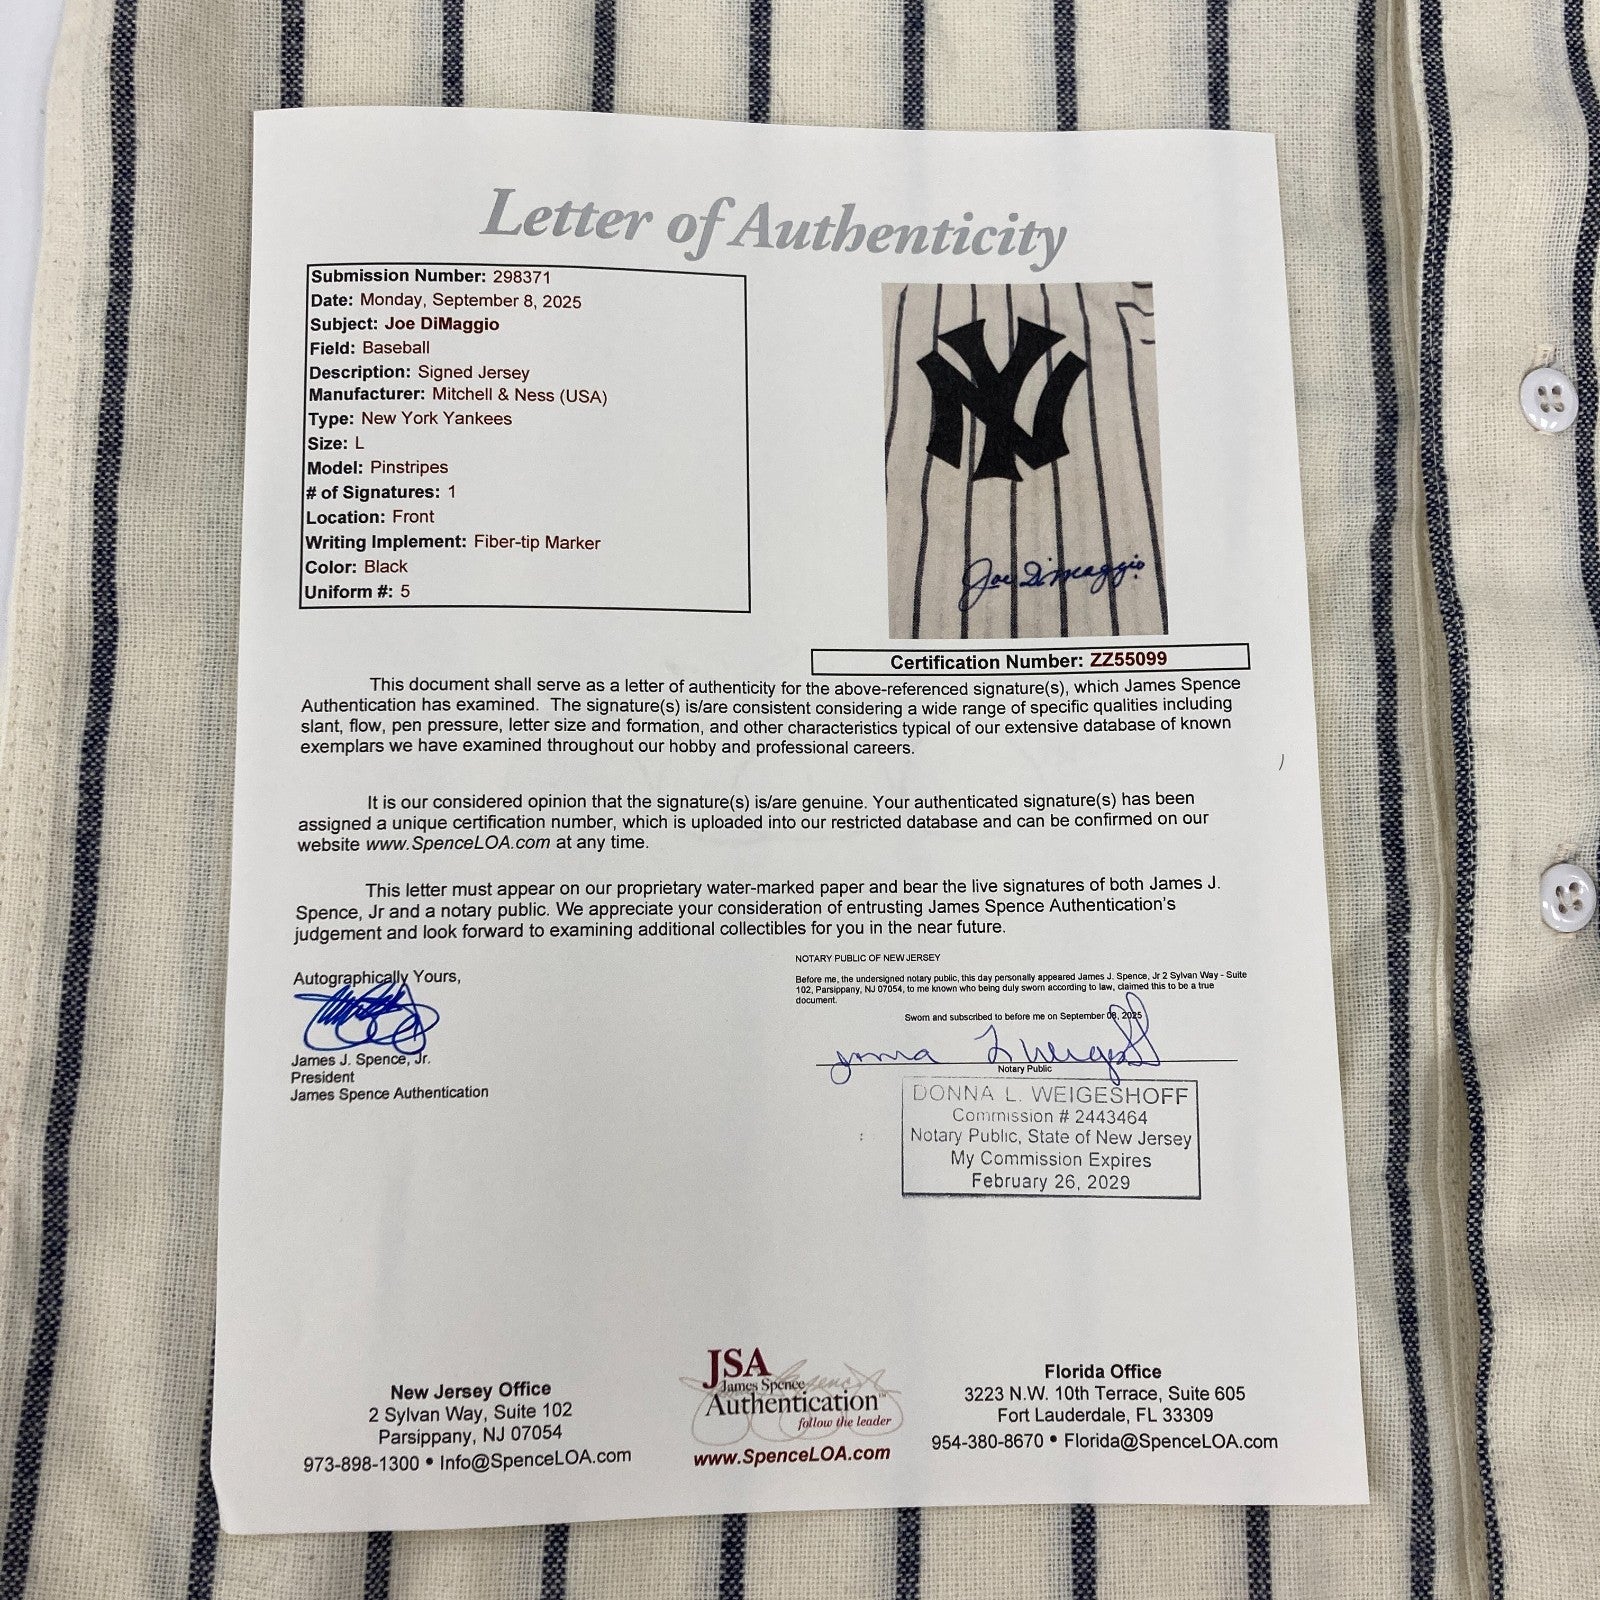 Letter of Authenticity
Submission Number: 298371
Date: Monday, September 8, 2025
Subject: Joe DiMaggio
Field: Baseball
Description: Signed Jersey
Manufacturer: Mitchell & Ness (USA)
Type: New York Yankees
Size: L
Model: Pinstripes
# of Signatures: 1
Location: Front
Writing Implement: Fiber-tip Marker
Color: Black
Uniform #: 5
NY
Joe DiMaggio
Certification Number: ZZ55099
This document shall serve as a letter of authenticity for the above-referenced signature(s), which James Spence
Authentication has examined. The signature(s) is/are consistent considering a wide range of specific qualities including
slant, flow, pen pressure, letter size and formation, and other characteristics typical of our extensive database of known
exemplars we have examined throughout our hobby and professional careers.
It is our considered opinion that the signature(s) is/are genuine. Your authenticated signature(s) has been
assigned a unique certification number, which is uploaded into our restricted database and can be confirmed on our
website www.SpenceLOA.com at any time.
This letter must appear on our proprietary water-marked paper and bear the live signatures of both James J.
Spence, Jr and a notary public. We appreciate your consideration of entrusting James Spence Authentication's
judgement and look forward to examining additional collectibles for you in the near future.
Autographically Yours,
James J. Spence, Jr.
President
James Spence Authentication
NOTARY PUBLIC OF NEW JERSEY
Before me, the undersigned notary public, this day personally appeared James J. Spence, Jr 2 Sylvan Way - Suite
102, Parsippany, NJ 07054, to me known who being duly sworn according to law, claimed this to be a true
document.
Sworn and subscribed to before me on September 08, 2025
Donna L Weigeshoff
Notary Public
DONNA L. WEIGESHOFF
Commission # 2443464
Notary Public, State of New Jersey
My Commission Expires
February 26, 2029
New Jersey Office
2 Sylvan Way, Suite 102
Parsippany, NJ 07054
973-898-1300 • Info@SpenceLOA.com
JSA
James Spence
Authentication™
follow the leader
www.SpenceLOA.com
Florida Office
3223 N.W. 10th Terrace, Suite 605
Fort Lauderdale, FL 33309
954-380-8670 • Florida@SpenceLOA.com